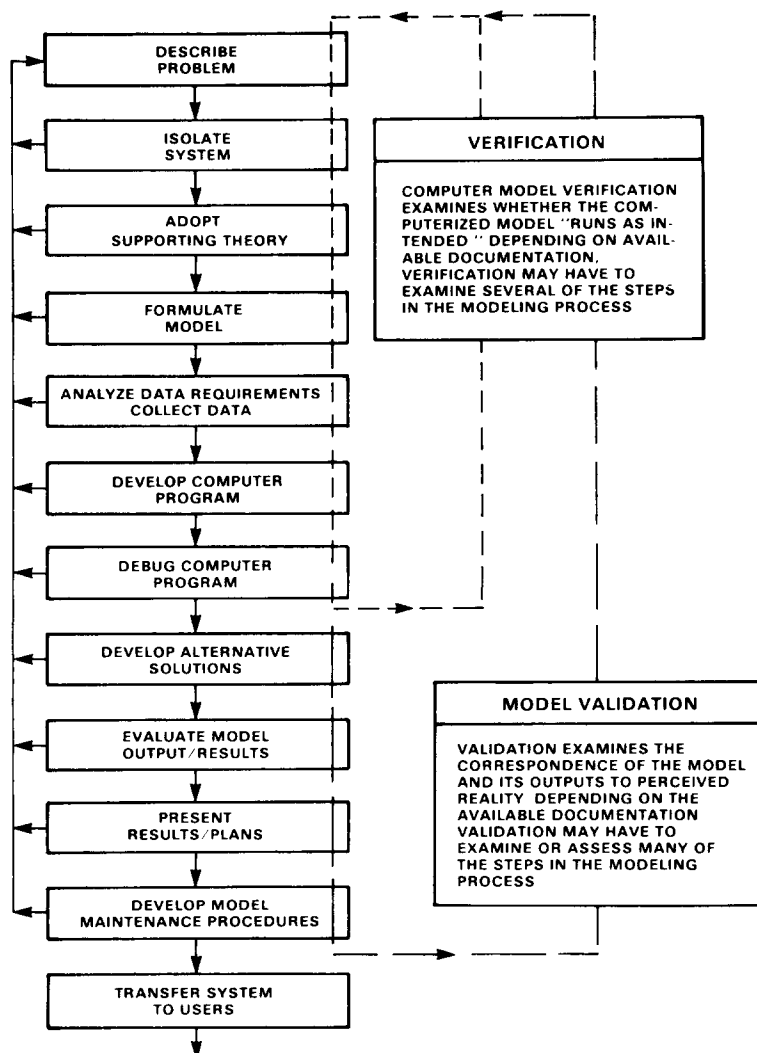 DESCRIBE
PROBLEM
ISOLATE
SYSTEM
ADOPT
SUPPORTING THEORY
FORMULATE
MODEL
ANALYZE DATA REQUIREMENTS
COLLECT DATA
DEVELOP COMPUTER
PROGRAM
DEBUG COMPUTER
PROGRAM
DEVELOP ALTERNATIVE
SOLUTIONS
EVALUATE MODEL
OUTPUT/RESULTS
PRESENT
RESULTS/PLANS
DEVELOP MODEL
MAINTENANCE PROCEDURES
TRANSFER SYSTEM
TO USERS
VERIFICATION
COMPUTER MODEL VERIFICATION
EXAMINES WHETHER THE COM-
PUTERIZED MODEL "RUNS AS IN-
TENDED " DEPENDING ON AVAIL-
ABLE DOCUMENTATION,
VERIFICATION MAY HAVE TO
EXAMINE SEVERAL OF THE STEPS
IN THE MODELING PROCESS
MODEL VALIDATION
VALIDATION EXAMINES THE
CORRESPONDENCE OF THE MODEL
AND ITS OUTPUTS TO PERCEIVED
REALITY DEPENDING ON THE
AVAILABLE DOCUMENTATION
VALIDATION MAY HAVE TO
EXAMINE OR ASSESS MANY OF
THE STEPS IN THE MODELING
PROCESS